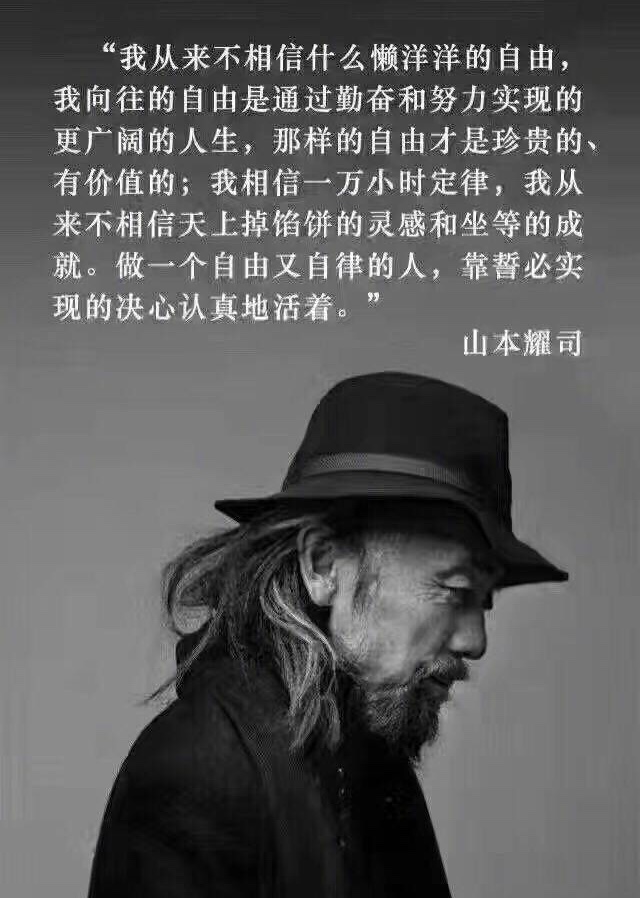 “我从来不相信什么懒洋洋的自由，
我向往的自由是通过勤奋和努力实现的
更广阔的人生，那样的自由才是珍贵的、
有价值的；我相信一万小时定律，我从
来不相信天上掉馅饼的灵感和坐等的成
就。做一个自由又自律的人，靠誓必实
现的决心认真地活着。”
山本耀司